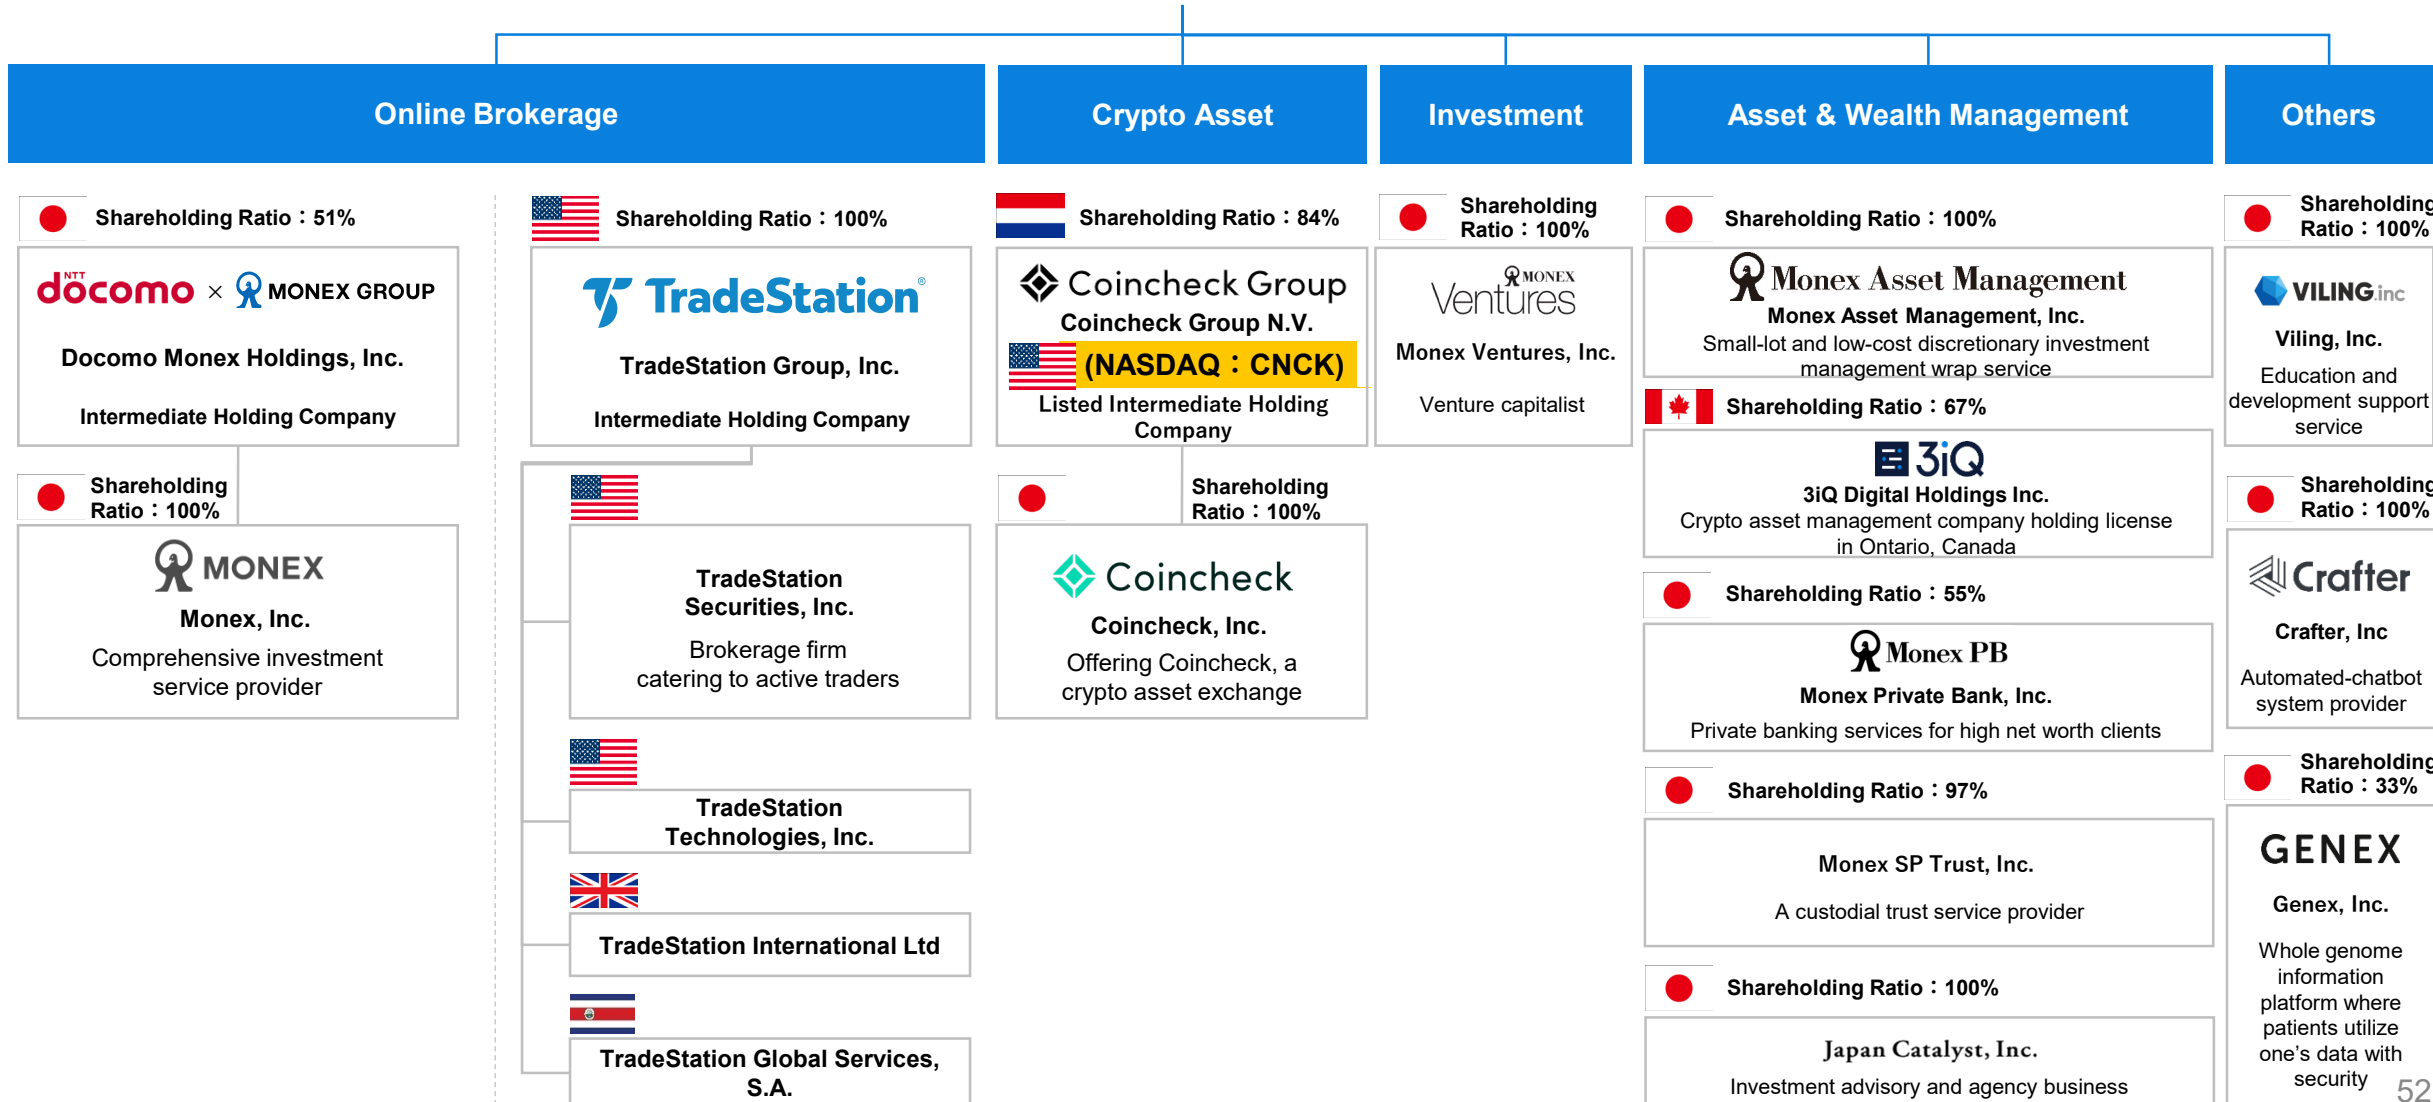 Online Brokerage
Crypto Asset
Investment
Asset & Wealth Management
Others
Shareholding Ratio：51%
NTT
döcomo × MONEX GROUP
Docomo Monex Holdings, Inc.
Intermediate Holding Company
Shareholding
Ratio：100%
MONEX
Monex, Inc.
Comprehensive investment
service provider
Shareholding Ratio：100%
TradeStation®
TradeStation Group, Inc.
Intermediate Holding Company
TradeStation
Securities, Inc.
Brokerage firm
catering to active traders
TradeStation
Technologies, Inc.
TradeStation International Ltd
TradeStation Global Services,
S.A.
Shareholding Ratio：84%
Coincheck Group
Coincheck Group N.V.
(NASDAQ：CNCK)
Listed Intermediate Holding
Company
Shareholding
Ratio：100%
Coincheck
Coincheck, Inc.
Offering Coincheck, a
crypto asset exchange
Shareholding
Ratio：100%
MONEX
Ventures
Monex Ventures, Inc.
Venture capitalist
Shareholding Ratio：100%
Monex Asset Management
Monex Asset Management, Inc.
Small-lot and low-cost discretionary investment
management wrap service
Shareholding Ratio：67%
3iQ
3iQ Digital Holdings Inc.
Crypto asset management company holding license
in Ontario, Canada
Shareholding Ratio：55%
Monex PB
Monex Private Bank, Inc.
Private banking services for high net worth clients
Shareholding Ratio：97%
Monex SP Trust, Inc.
A custodial trust service provider
Shareholding Ratio：100%
Japan Catalyst, Inc.
Investment advisory and agency business
Shareholding
Ratio：100%
VILING.inc
Viling, Inc.
Education and
development support
service
Shareholding
Ratio：100%
Crafter
Crafter, Inc
Automated-chatbot
system provider
Shareholding
Ratio：33%
GENEX
Genex, Inc.
Whole genome
information
platform where
patients utilize
one's data with
security
52